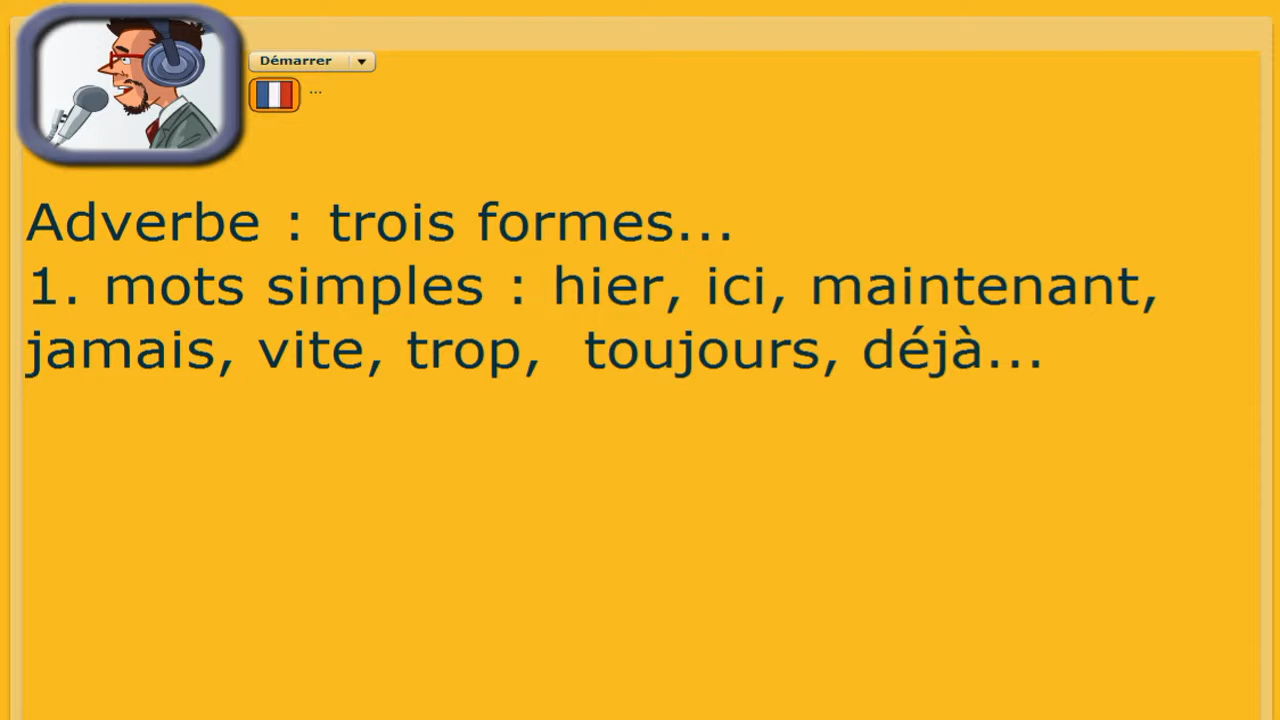 Démarrer
...
Adverbe : trois formes...
1. mots simples : hier, ici, maintenant,
jamais, vite, trop,  toujours, déjà...